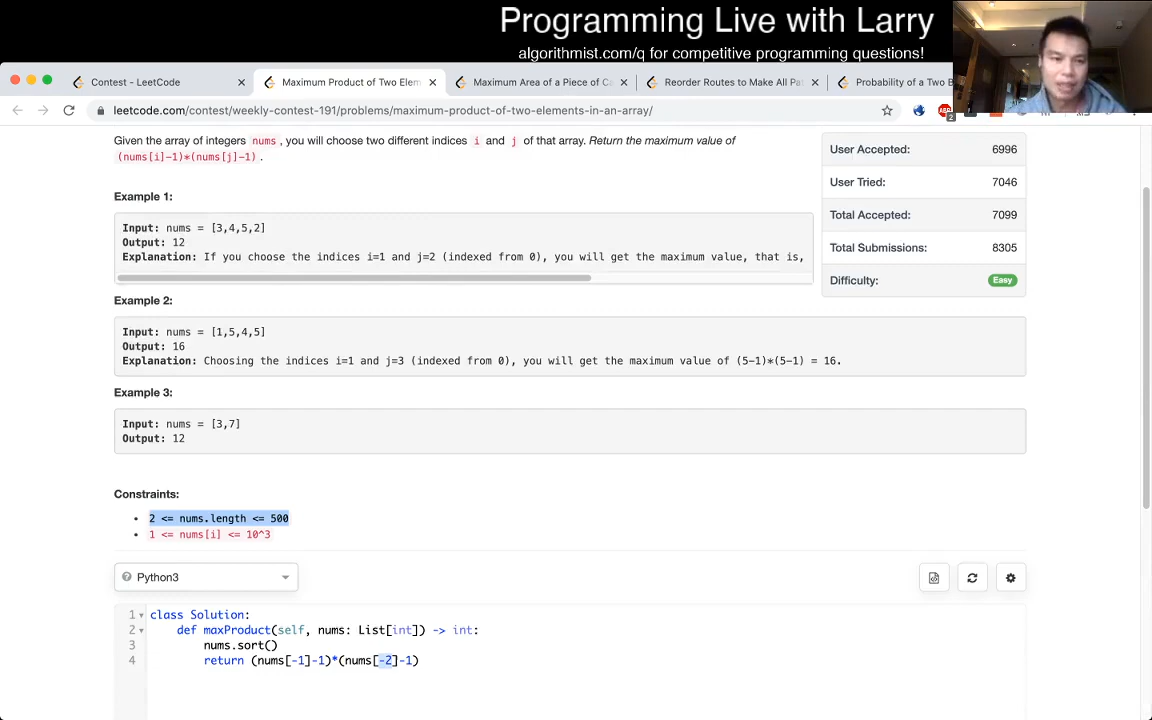 Programming Live with Larry
algorithmist.com/q for competitive programming questions!
Contest - LeetCode
Maximum Product of Two Elem
Maximum Area of a Piece of Ca
Reorder Routes to Make All Pa
Probability of a Two B
leetcode.com/contest/weekly-contest-191/problems/maximum-product-of-two-elements-in-an-array/
Given the array of integers nums , you will choose two different indices i and j of that array. Return the maximum value of
(nums[i]-1)*(nums[j]-1) .
User Accepted: 6996
User Tried: 7046
Total Accepted: 7099
Total Submissions: 8305
Difficulty: Easy
Example 1:
Input: nums = [3,4,5,2]
Output: 12
Explanation: If you choose the indices i=1 and j=2 (indexed from 0), you will get the maximum value, that is,
Example 2:
Input: nums = [1,5,4,5]
Output: 16
Explanation: Choosing the indices i=1 and j=3 (indexed from 0), you will get the maximum value of (5-1)*(5-1) = 16.
Example 3:
Input: nums = [3,7]
Output: 12
Constraints:
2 <= nums.length <= 500
1 <= nums[i] <= 10^3
Python3
1 class Solution:
2 def maxProduct(self, nums: List[int]) -> int:
3 nums.sort()
4 return (nums[-1]-1)*(nums[-2]-1)